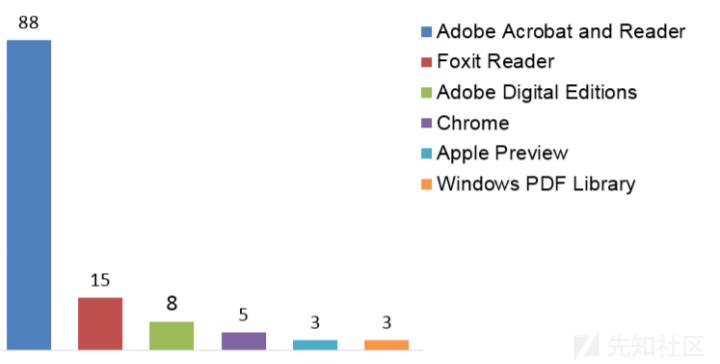 88
15
8
5
3
3
Adobe Acrobat and Reader
Foxit Reader
Adobe Digital Editions
Chrome
Apple Preview
Windows PDF Library
先知社区